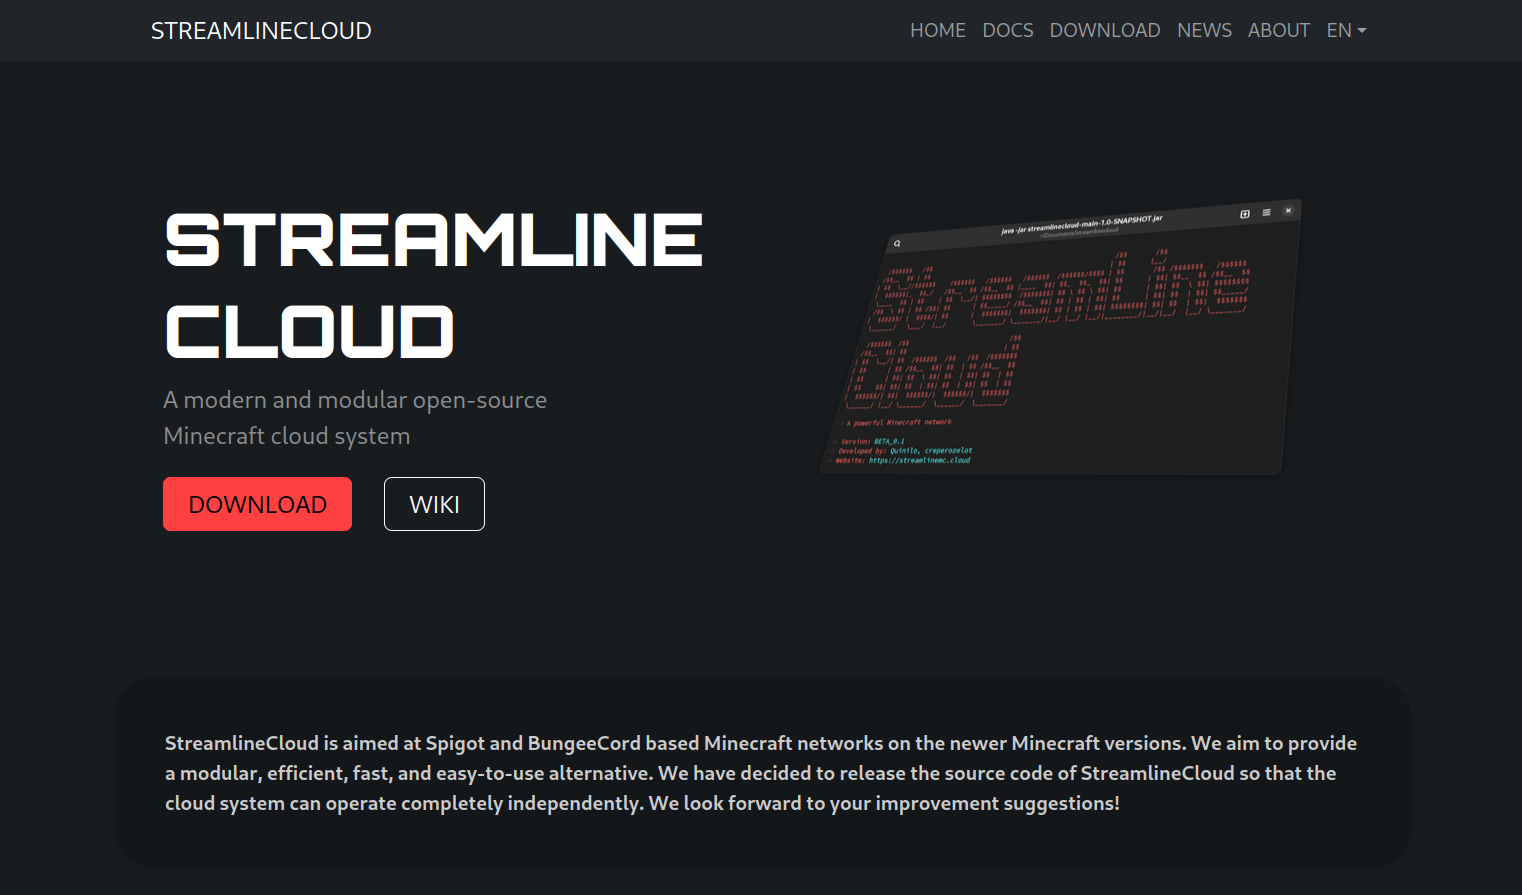 STREAMLINECLOUD
HOME DOCS DOWNLOAD NEWS ABOUT EN
STREAMLINE
CLOUD
A modern and modular open-source
Minecraft cloud system
DOWNLOAD WIKI
java -jar streamlinecloud-main-1.0-SNAPSHOT.jar
~/Documents/streamlinecloud
StreamLine
Cloud
-> A powerful Minecraft network
-> Version: BETA_0.1
-> Developed by: Quinilo, creperozelot
-> Website: https://streamlinemc.cloud
StreamlineCloud is aimed at Spigot and BungeeCord based Minecraft networks on the newer Minecraft versions. We aim to provide
a modular, efficient, fast, and easy-to-use alternative. We have decided to release the source code of StreamlineCloud so that the
cloud system can operate completely independently. We look forward to your improvement suggestions!